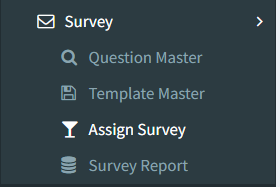 Survey
Question Master
Template Master
Assign Survey
Survey Report